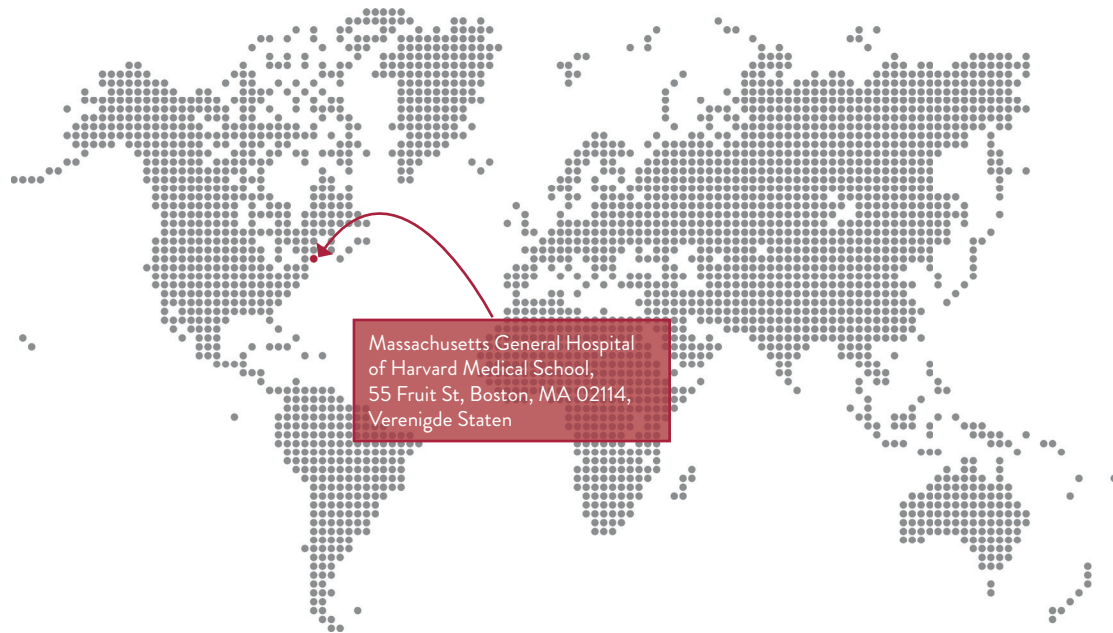 Massachusetts General Hospital
of Harvard Medical School,
55 Fruit St, Boston, MA 02114,
Verenigde Staten